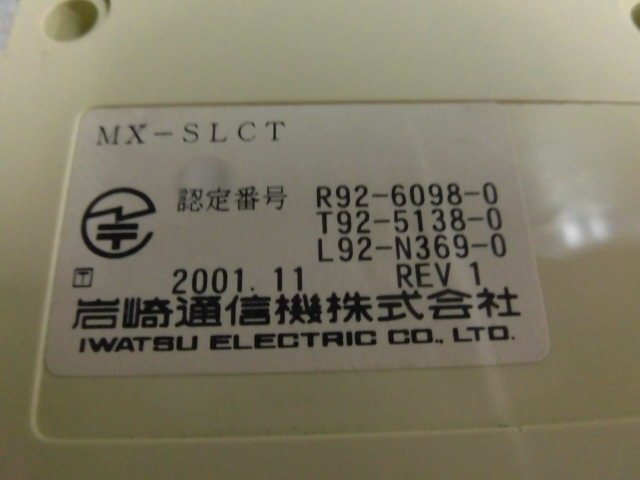 MX-SLCT
認定番号 R92-6098-0
T92-5138-0
L92-N369-0
〒 2001.11 REV 1
岩崎通信機株式会社
IWATSU ELECTRIC CO., LTD.